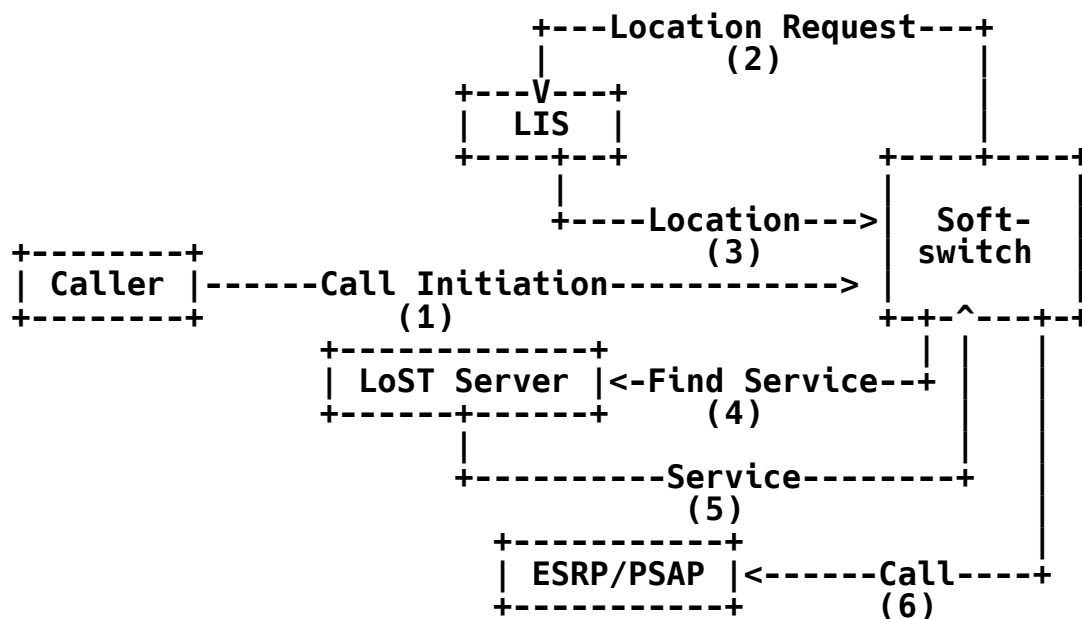 Location Request
(2)
LIS
Location
(3)
Soft-
switch
Caller
Call Initiation
(1)
LoST Server
Find Service
(4)
Service
(5)
ESRP/PSAP
Call
(6)